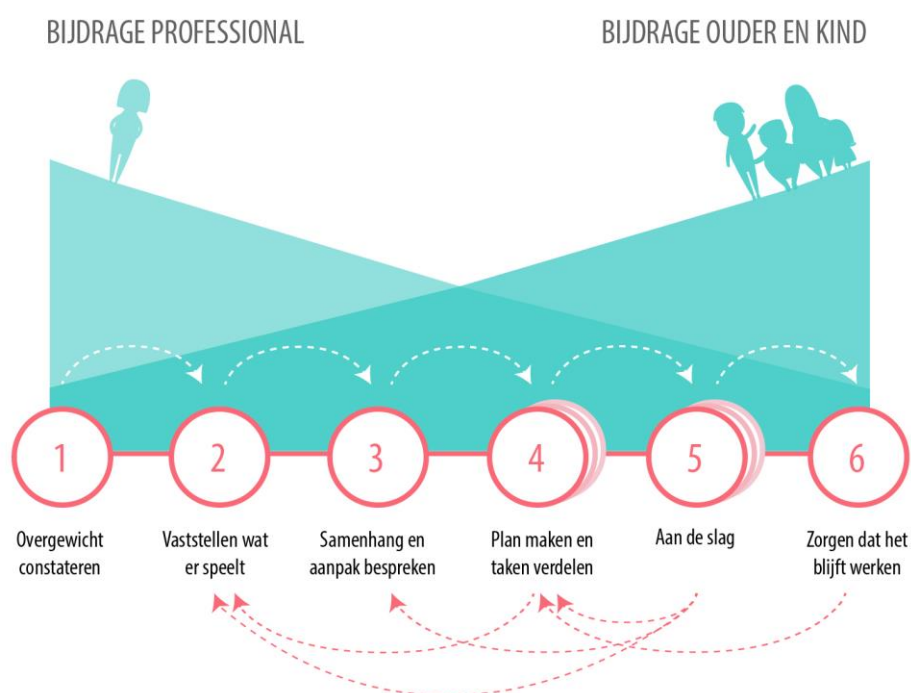 BIJDRAGE PROFESSIONAL
BIJDRAGE OUDER EN KIND
1
2
3
4
5
6
Overgewicht
constateren
Vaststellen wat
er speelt
Samenhang en
aanpak bespreken
Plan maken en
taken verdelen
Aan de slag
Zorgen dat het
blijft werken